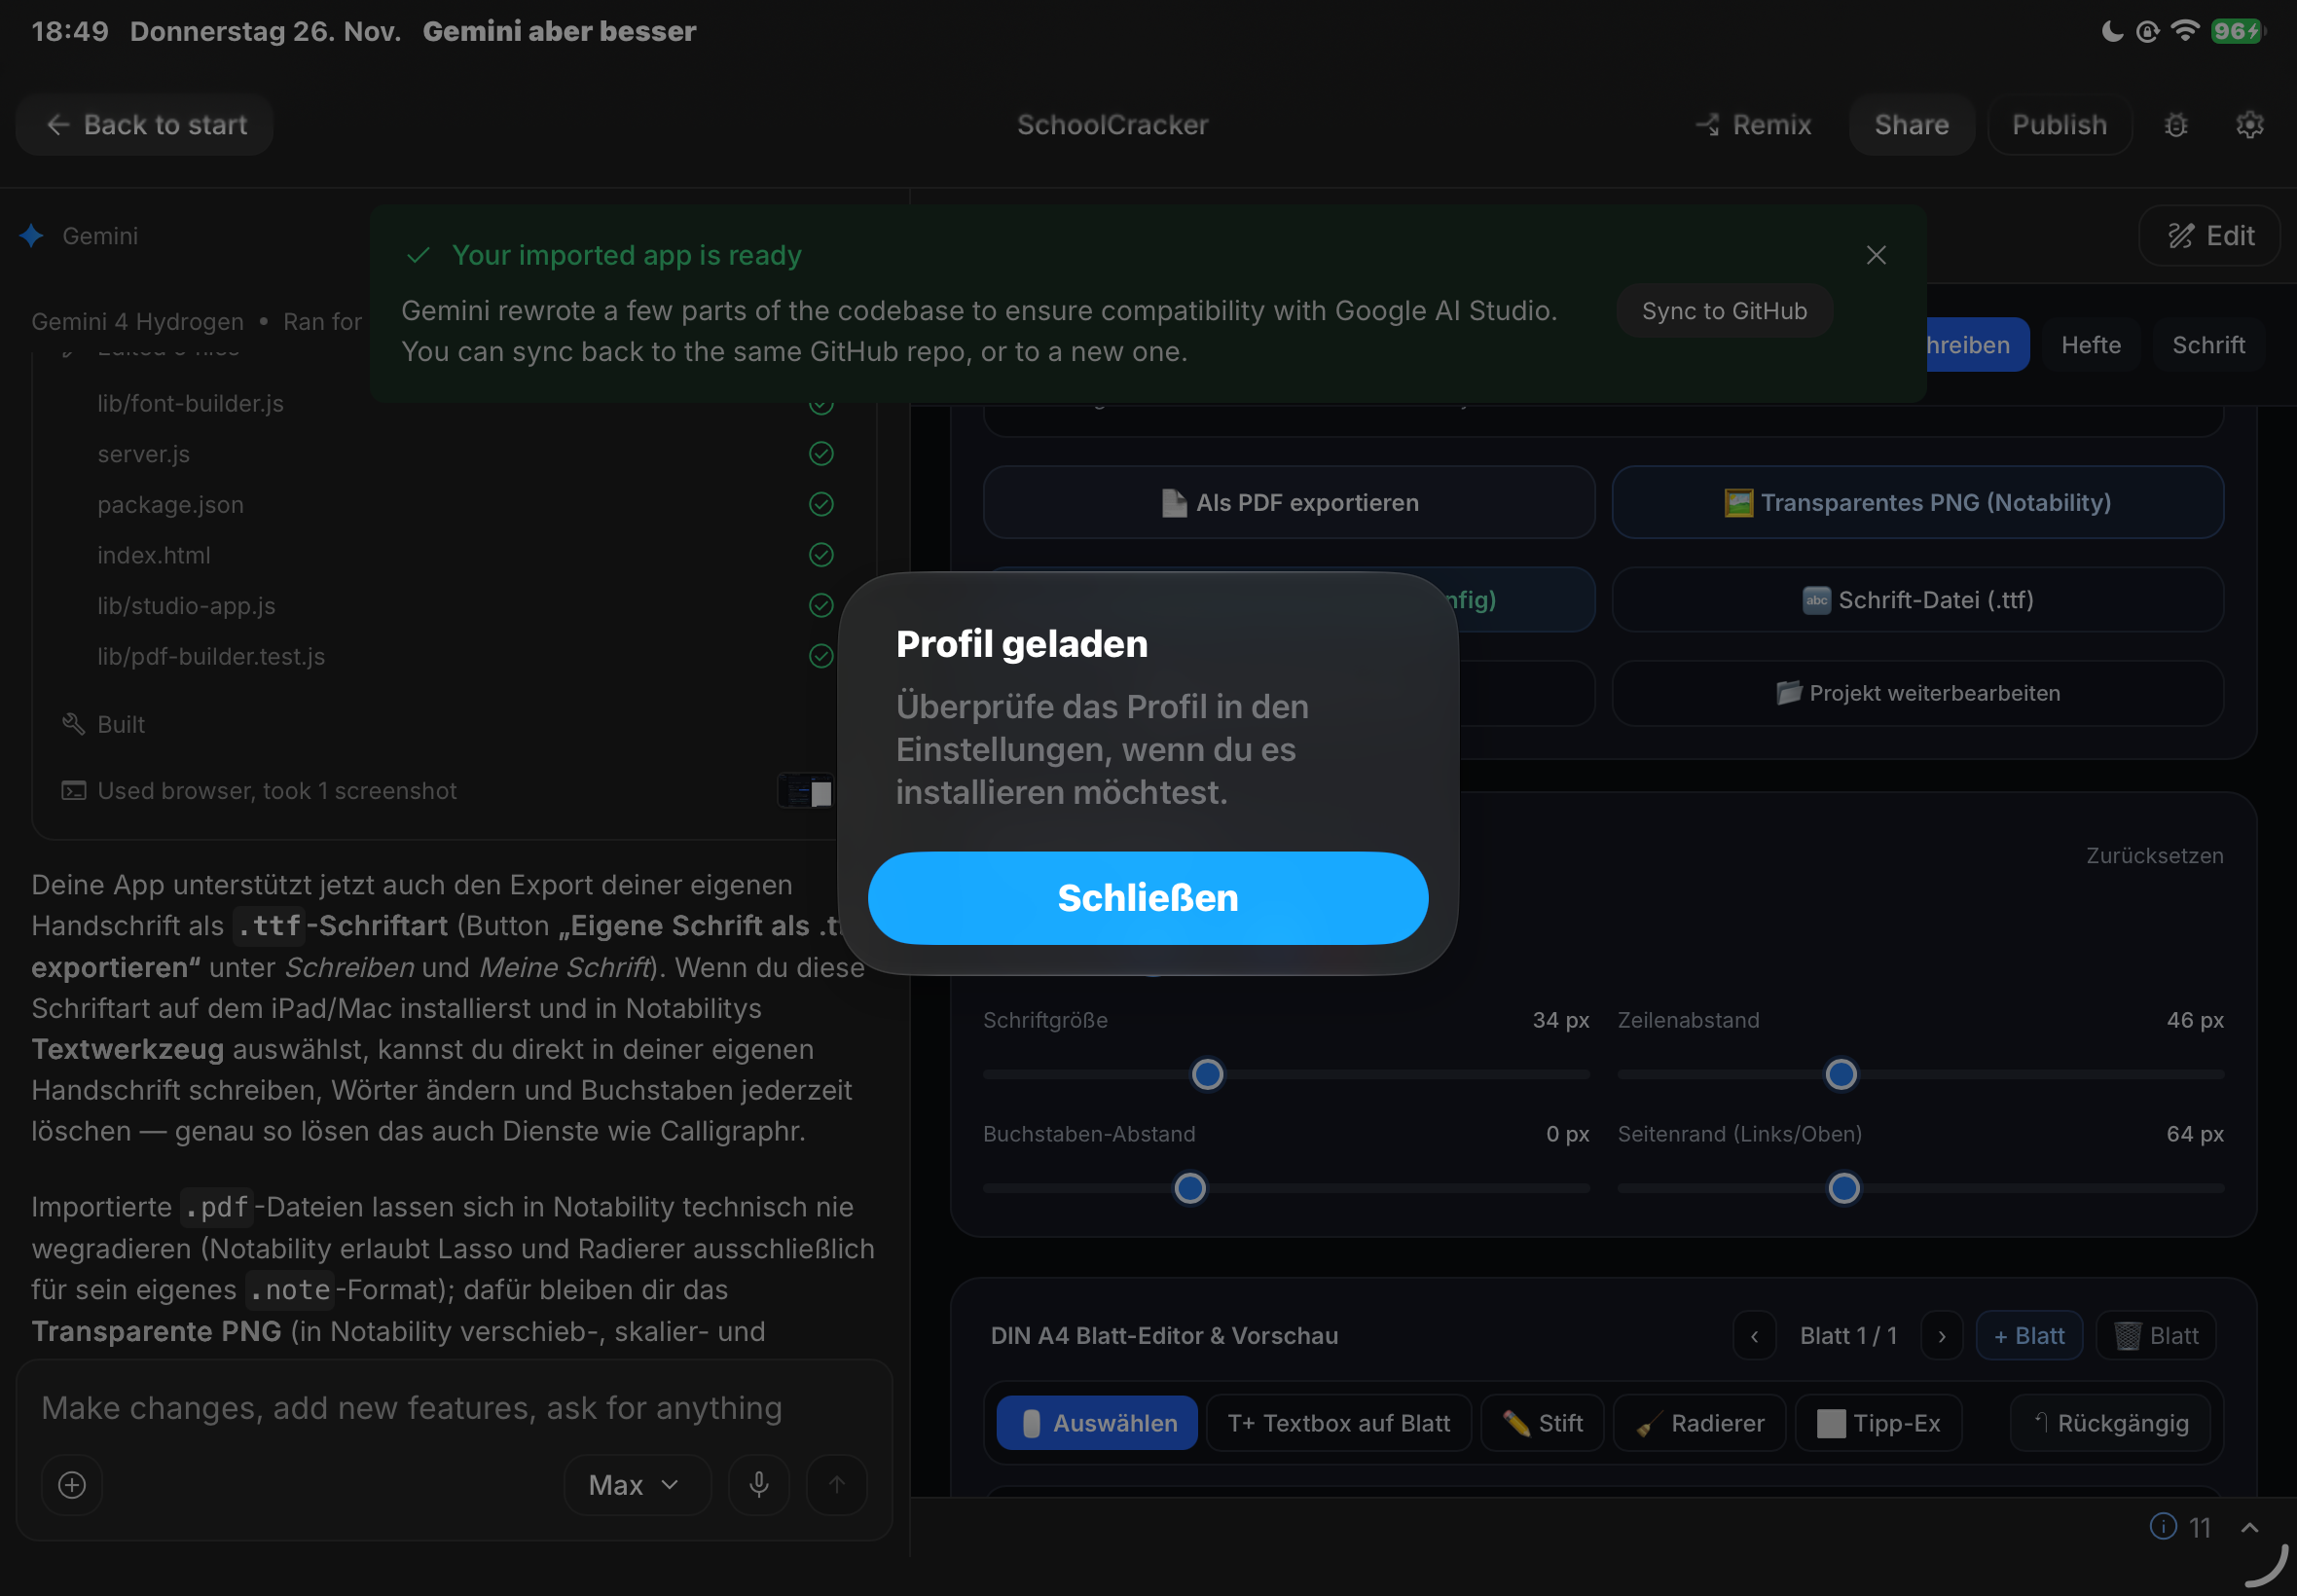 18:49 Donnerstag 26. Nov. Gemini aber besser
96
Back to start
SchoolCracker
Remix
Share
Publish
Gemini
Edit
Your imported app is ready
Gemini rewrote a few parts of the codebase to ensure compatibility with Google AI Studio.
You can sync back to the same GitHub repo, or to a new one.
Sync to GitHub
Gemini 4 Hydrogen • Ran for
hreiben
Hefte
Schrift
lib/font-builder.js
server.js
package.json
index.html
lib/studio-app.js
lib/pdf-builder.test.js
Built
Used browser, took 1 screenshot
Als PDF exportieren
Transparentes PNG (Notability)
nfig)
abc Schrift-Datei (.ttf)
Projekt weiterbearbeiten
Profil geladen
Überprüfe das Profil in den
Einstellungen, wenn du es
installieren möchtest.
Schließen
Deine App unterstützt jetzt auch den Export deiner eigenen
Handschrift als .ttf-Schriftart (Button „Eigene Schrift als .t
exportieren“ unter Schreiben und Meine Schrift). Wenn du diese
Schriftart auf dem iPad/Mac installierst und in Notabilitys
Textwerkzeug auswählst, kannst du direkt in deiner eigenen
Handschrift schreiben, Wörter ändern und Buchstaben jederzeit
löschen — genau so lösen das auch Dienste wie Calligraphr.
Importierte .pdf-Dateien lassen sich in Notability technisch nie
wegradieren (Notability erlaubt Lasso und Radierer ausschließlich
für sein eigenes .note-Format); dafür bleiben dir das
Transparente PNG (in Notability verschieb-, skalier- und
Make changes, add new features, ask for anything
Max
Zurücksetzen
Schriftgröße 34 px
Zeilenabstand 46 px
Buchstaben-Abstand 0 px
Seitenrand (Links/Oben) 64 px
DIN A4 Blatt-Editor & Vorschau
‹ Blatt 1 / 1 ›
+ Blatt
Blatt
Auswählen
T+ Textbox auf Blatt
Stift
Radierer
Tipp-Ex
Rückgängig
11